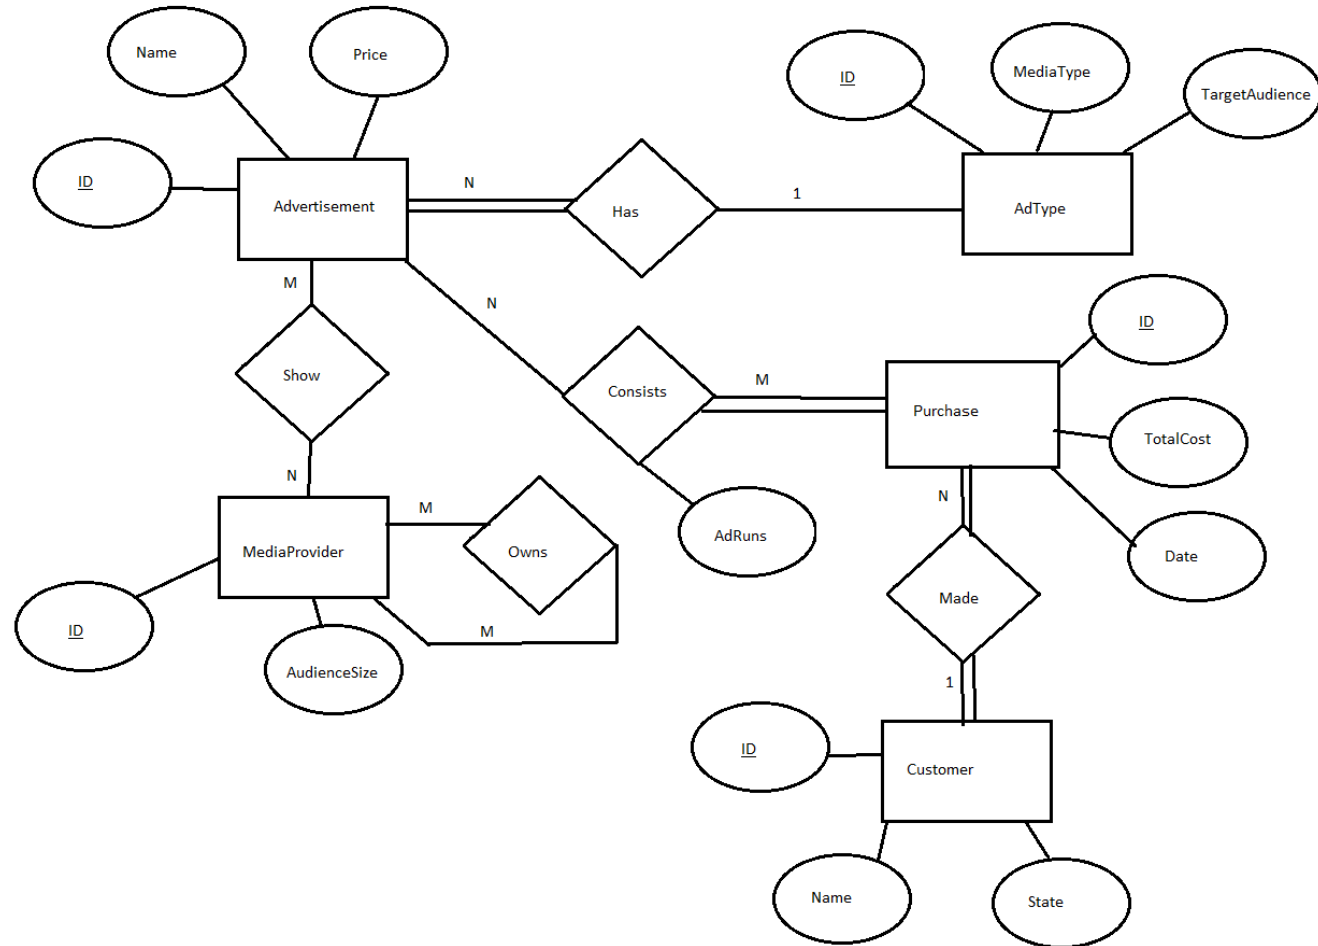 Name
Price
ID
MediaType
TargetAudience
ID
Advertisement
N
Has
1
AdType
M
N
ID
Show
Consists
M
Purchase
TotalCost
N
M
Owns
AdRuns
N
Date
MediaProvider
Made
ID
M
AudienceSize
1
ID
Customer
Name
State